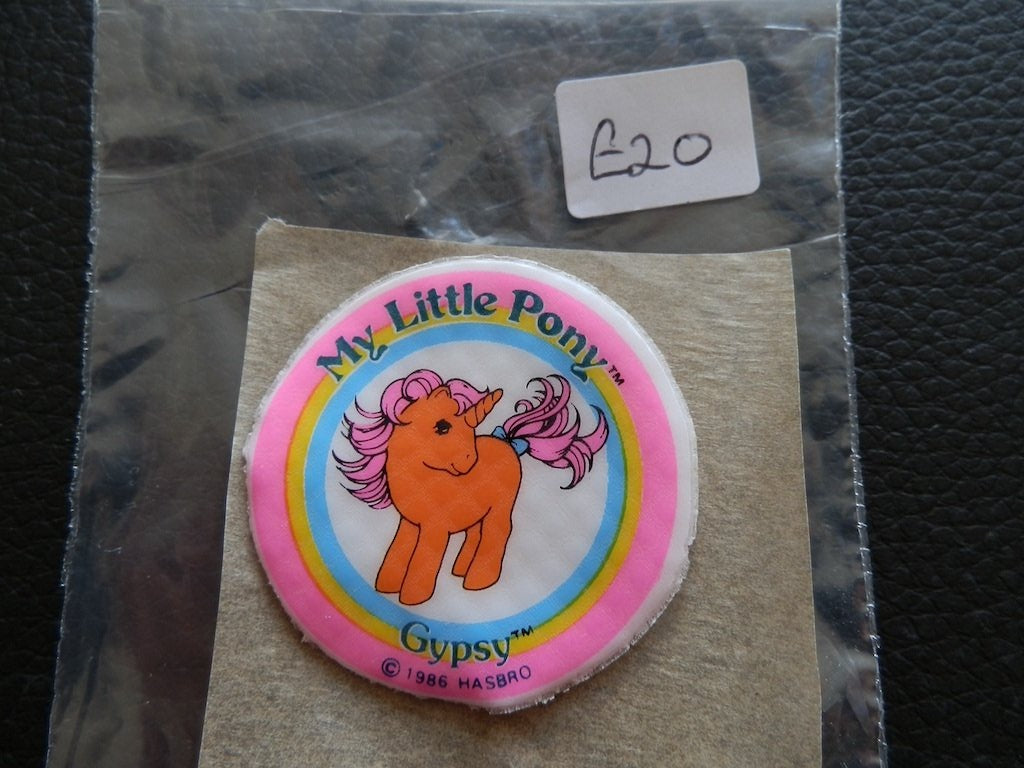 £20
My Little Pony™
Gypsy™
© 1986 HASBRO